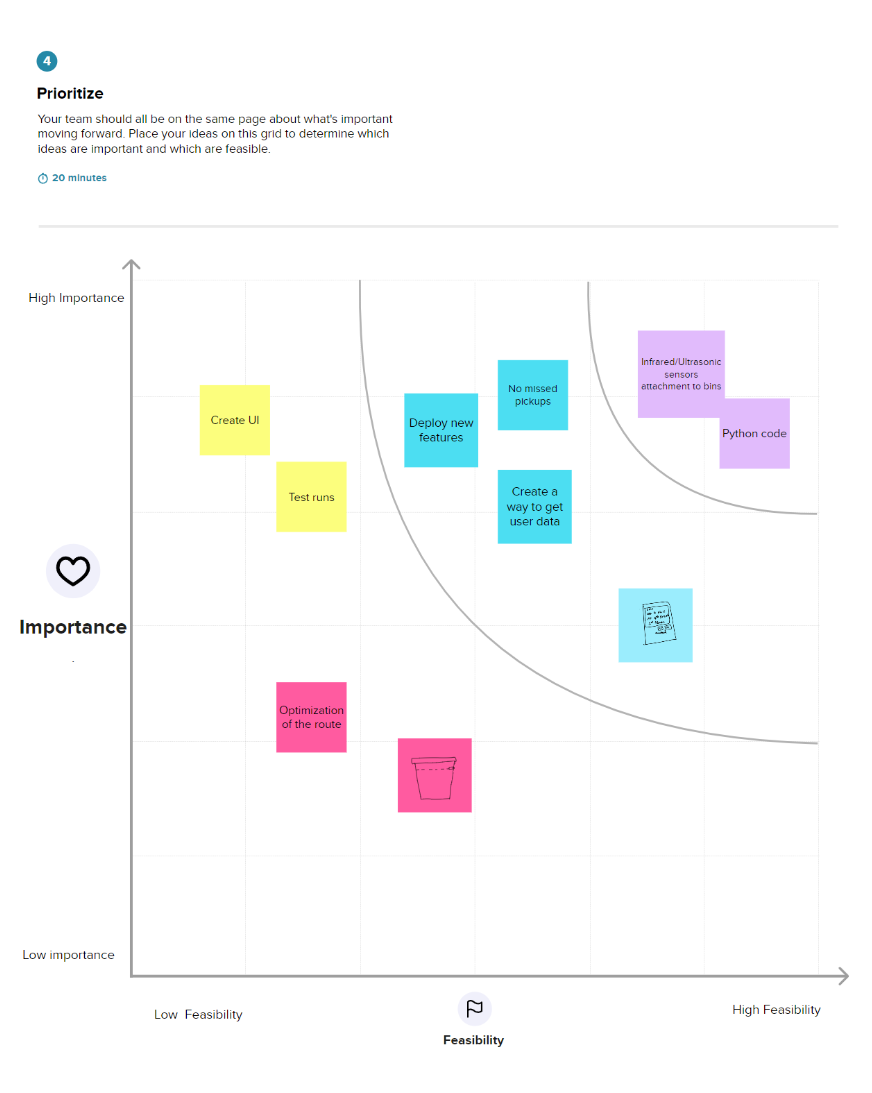 4
Prioritize
Your team should all be on the same page about what's important
moving forward. Place your ideas on this grid to determine which
ideas are important and which are feasible.
20 minutes
High Importance
Infrared/Ultrasonic
sensors
attachment to bins
No missed
pickups
Create UI
Deploy new
features
Python code
Test runs
Create a
way to get
user data
Importance
.
Optimization
of the route
Low importance
Low Feasibility
High Feasibility
Feasibility